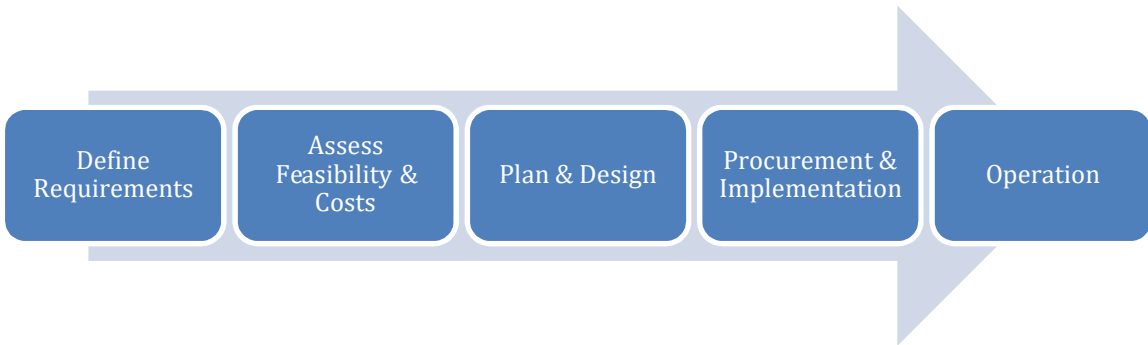 Define
Requirements
Assess
Feasibility &
Costs
Plan & Design
Procurement &
Implementation
Operation